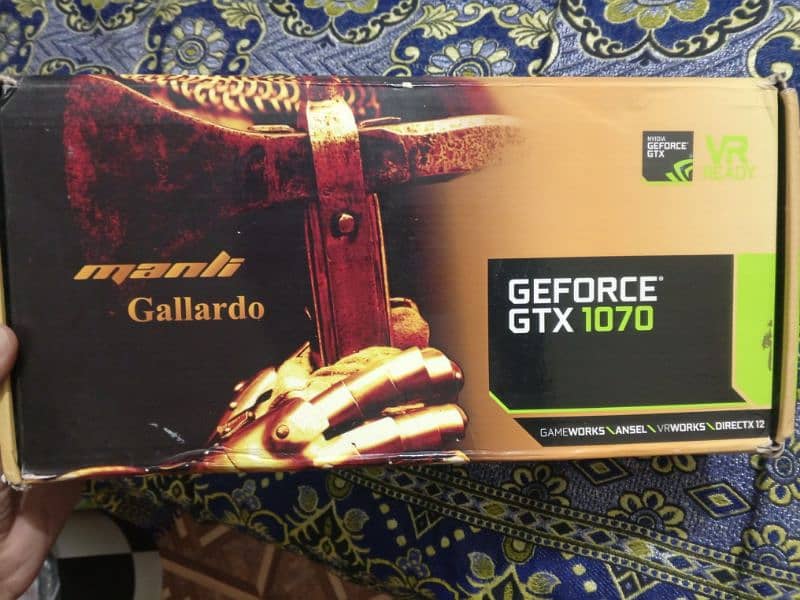 manli
Gallardo
NVIDIA
GEFORCE
GTX
VR
READY
GEFORCE®
GTX 1070
GAMEWORKS \ ANSEL \ VRWORKS \ DIRECTX 12